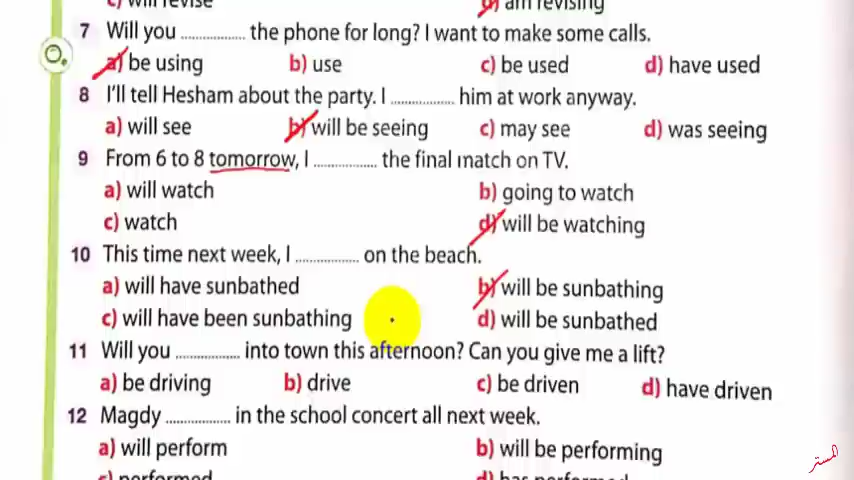 c) will revise d) am revising
7 Will you ............... the phone for long? I want to make some calls.
a) be using b) use c) be used d) have used
8 I'll tell Hesham about the party. I ............... him at work anyway.
a) will see b) will be seeing c) may see d) was seeing
9 From 6 to 8 tomorrow, I ............... the final match on TV.
a) will watch b) going to watch
c) watch d) will be watching
10 This time next week, I ............... on the beach.
a) will have sunbathed b) will be sunbathing
c) will have been sunbathing d) will be sunbathed
11 Will you ............... into town this afternoon? Can you give me a lift?
a) be driving b) drive c) be driven d) have driven
12 Magdy ............... in the school concert all next week.
a) will perform b) will be performing
c) performed d) has performed
المستر